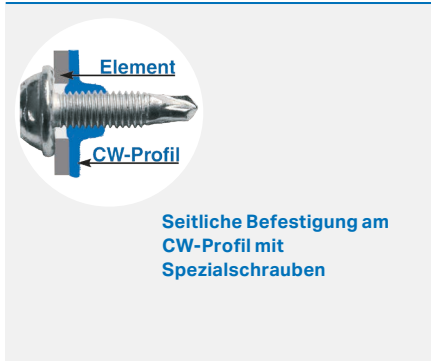 Element
CW-Profil
Seitliche Befestigung am
CW-Profil mit
Spezialschrauben